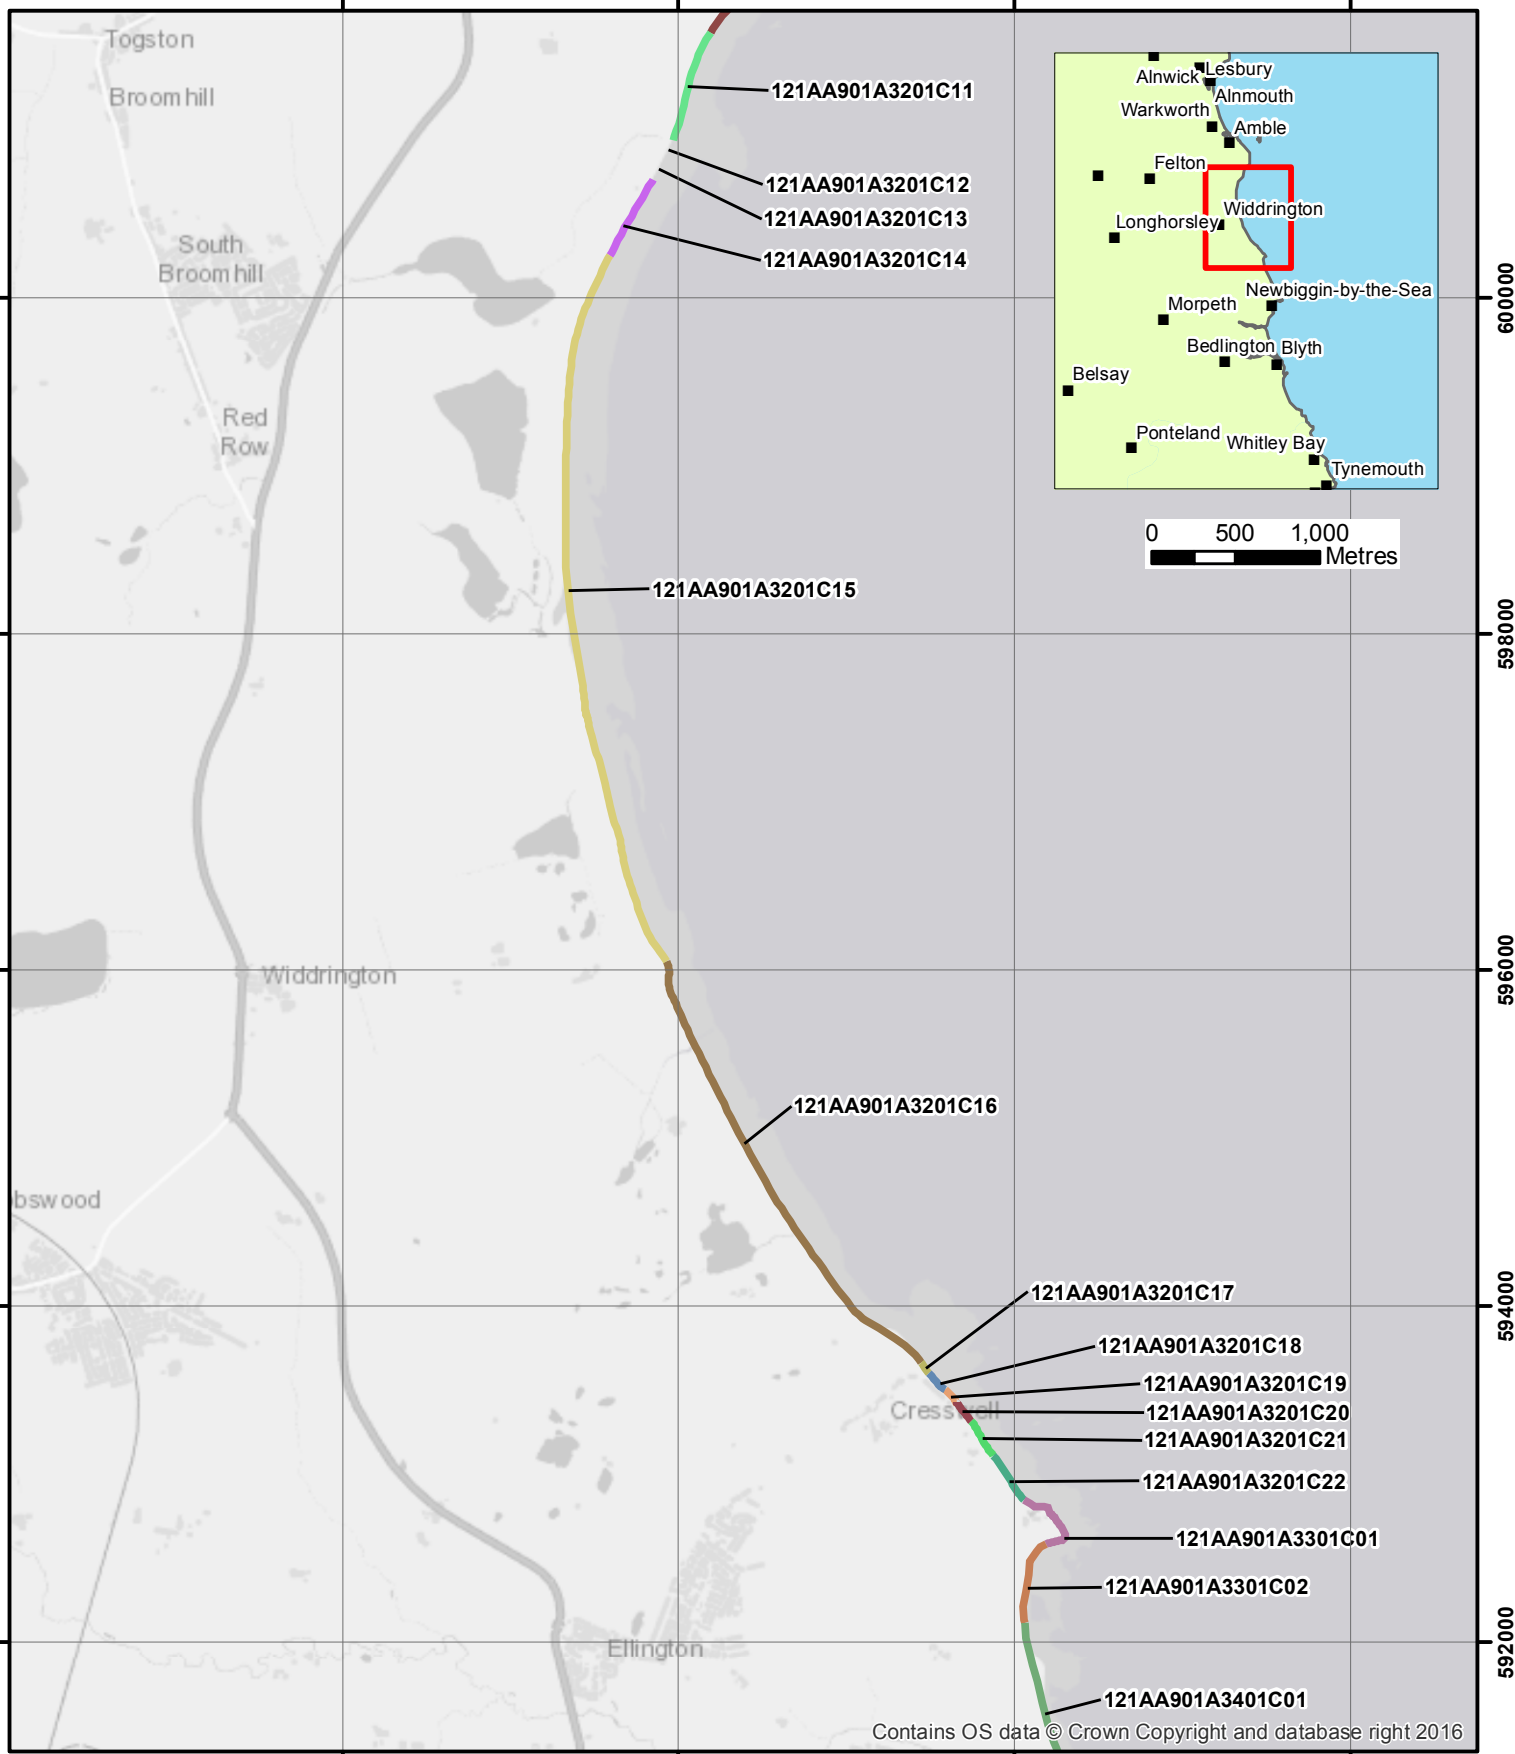 Togston
Broomhill
South
Broomhill
Red
Row
Widdrington
bswood
Cresswell
Ellington
121AA901A3201C11
121AA901A3201C12
121AA901A3201C13
121AA901A3201C14
121AA901A3201C15
121AA901A3201C16
121AA901A3201C17
121AA901A3201C18
121AA901A3201C19
121AA901A3201C20
121AA901A3201C21
121AA901A3201C22
121AA901A3301C01
121AA901A3301C02
121AA901A3401C01
Alnwick
Lesbury
Alnmouth
Warkworth
Amble
Felton
Widdrington
Longhorsley
Newbiggin-by-the-Sea
Morpeth
Bedlington
Blyth
Belsay
Ponteland
Whitley Bay
Tynemouth
0 500 1,000
Metres
600000
598000
596000
594000
592000
Contains OS data © Crown Copyright and database right 2016